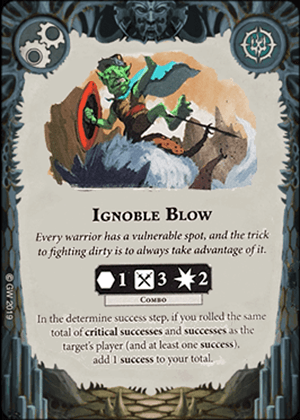 IGNOBLE BLOW
Every warrior has a vulnerable spot, and the trick
to fighting dirty is to always take advantage of it.
1 3 2
COMBO
In the determine success step, if you rolled the same
total of critical successes and successes as the
target's player (and at least one success),
add 1 success to your total.
© GW 2019